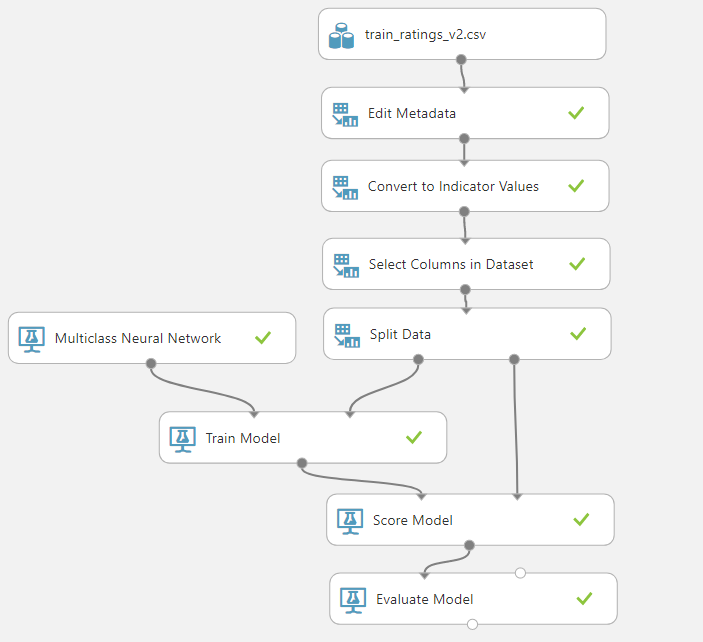 train_ratings_v2.csv
Edit Metadata
Convert to Indicator Values
Select Columns in Dataset
Multiclass Neural Network
Split Data
Train Model
Score Model
Evaluate Model